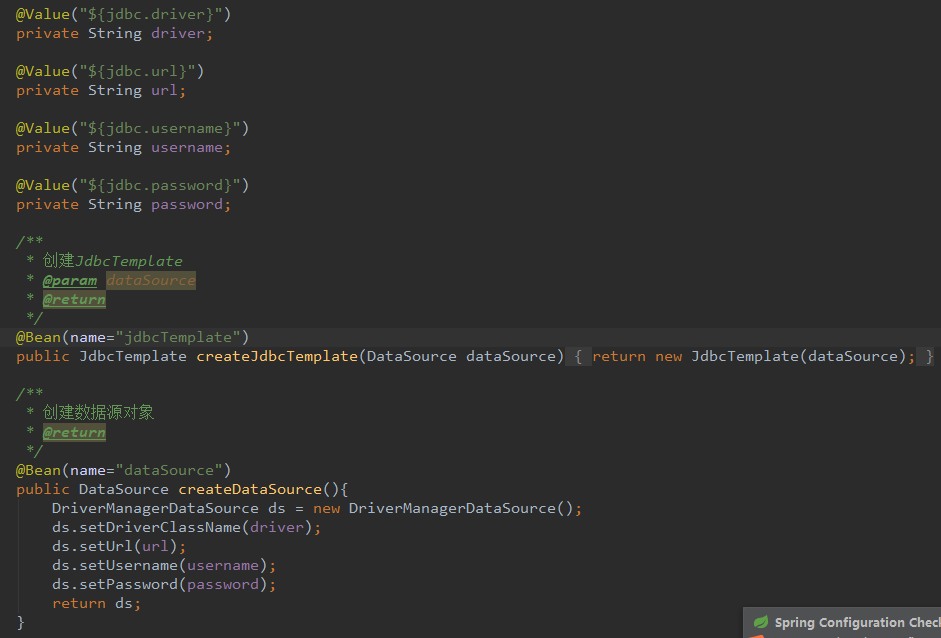 @Value("${jdbc.driver}")
private String driver;
@Value("${jdbc.url}")
private String url;
@Value("${jdbc.username}")
private String username;
@Value("${jdbc.password}")
private String password;
/**
* 创建JdbcTemplate
* @param dataSource
* @return
*/
@Bean(name="jdbcTemplate")
public JdbcTemplate createJdbcTemplate(DataSource dataSource) { return new JdbcTemplate(dataSource); }
/**
* 创建数据源对象
* @return
*/
@Bean(name="dataSource")
public DataSource createDataSource(){
DriverManagerDataSource ds = new DriverManagerDataSource();
ds.setDriverClassName(driver);
ds.setUrl(url);
ds.setUsername(username);
ds.setPassword(password);
return ds;
}
Spring Configuration Chec